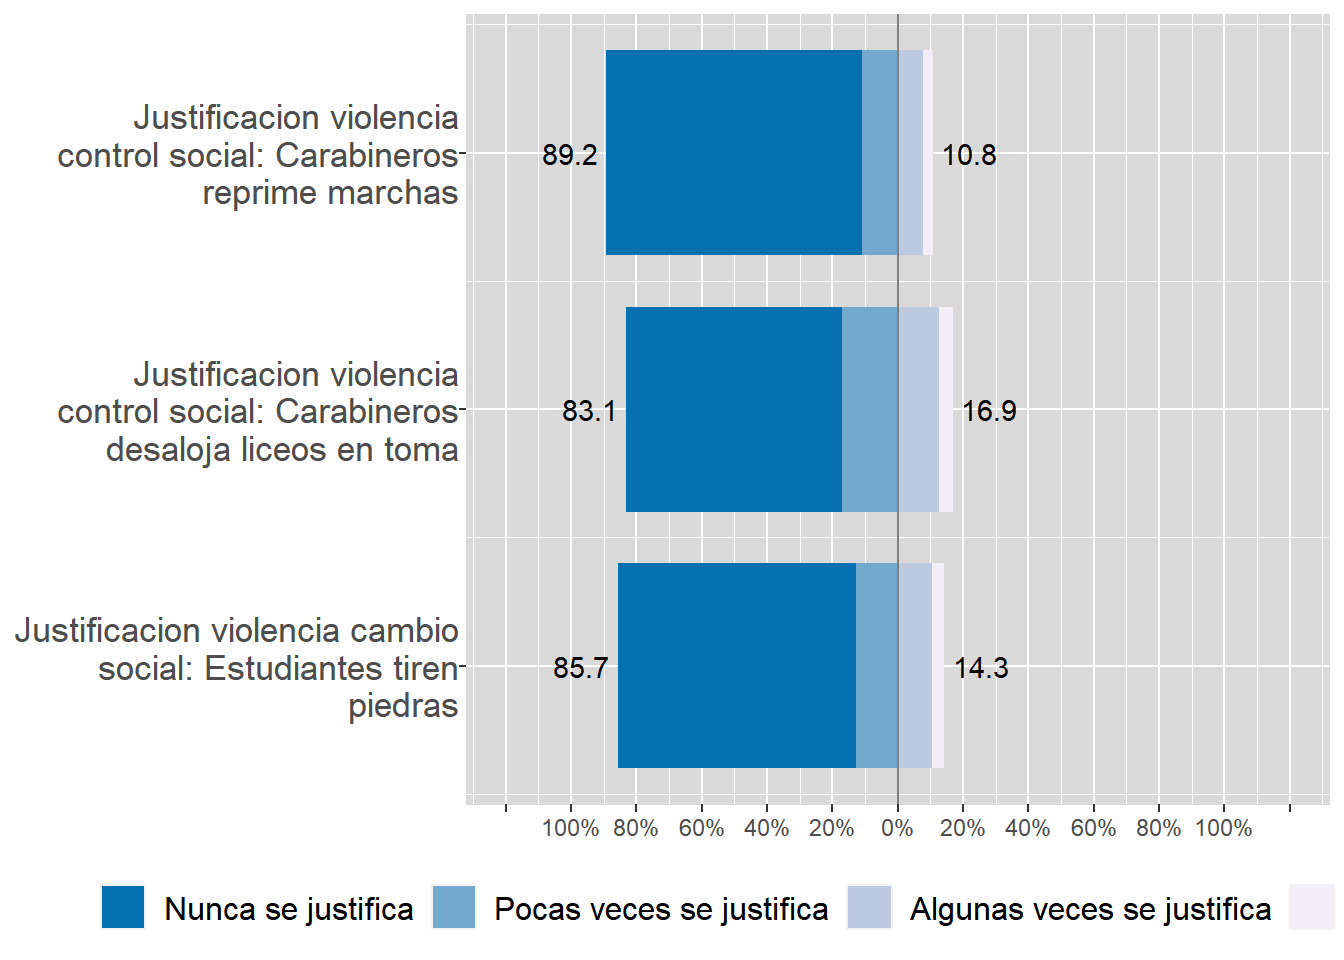 Justificacion violencia
control social: Carabineros
reprime marchas
89.2
10.8
Justificacion violencia
control social: Carabineros
desaloja liceos en toma
83.1
16.9
Justificacion violencia cambio
social: Estudiantes tiren
piedras
85.7
14.3
100% 80% 60% 40% 20% 0% 20% 40% 60% 80% 100%
Nunca se justifica Pocas veces se justifica Algunas veces se justifica